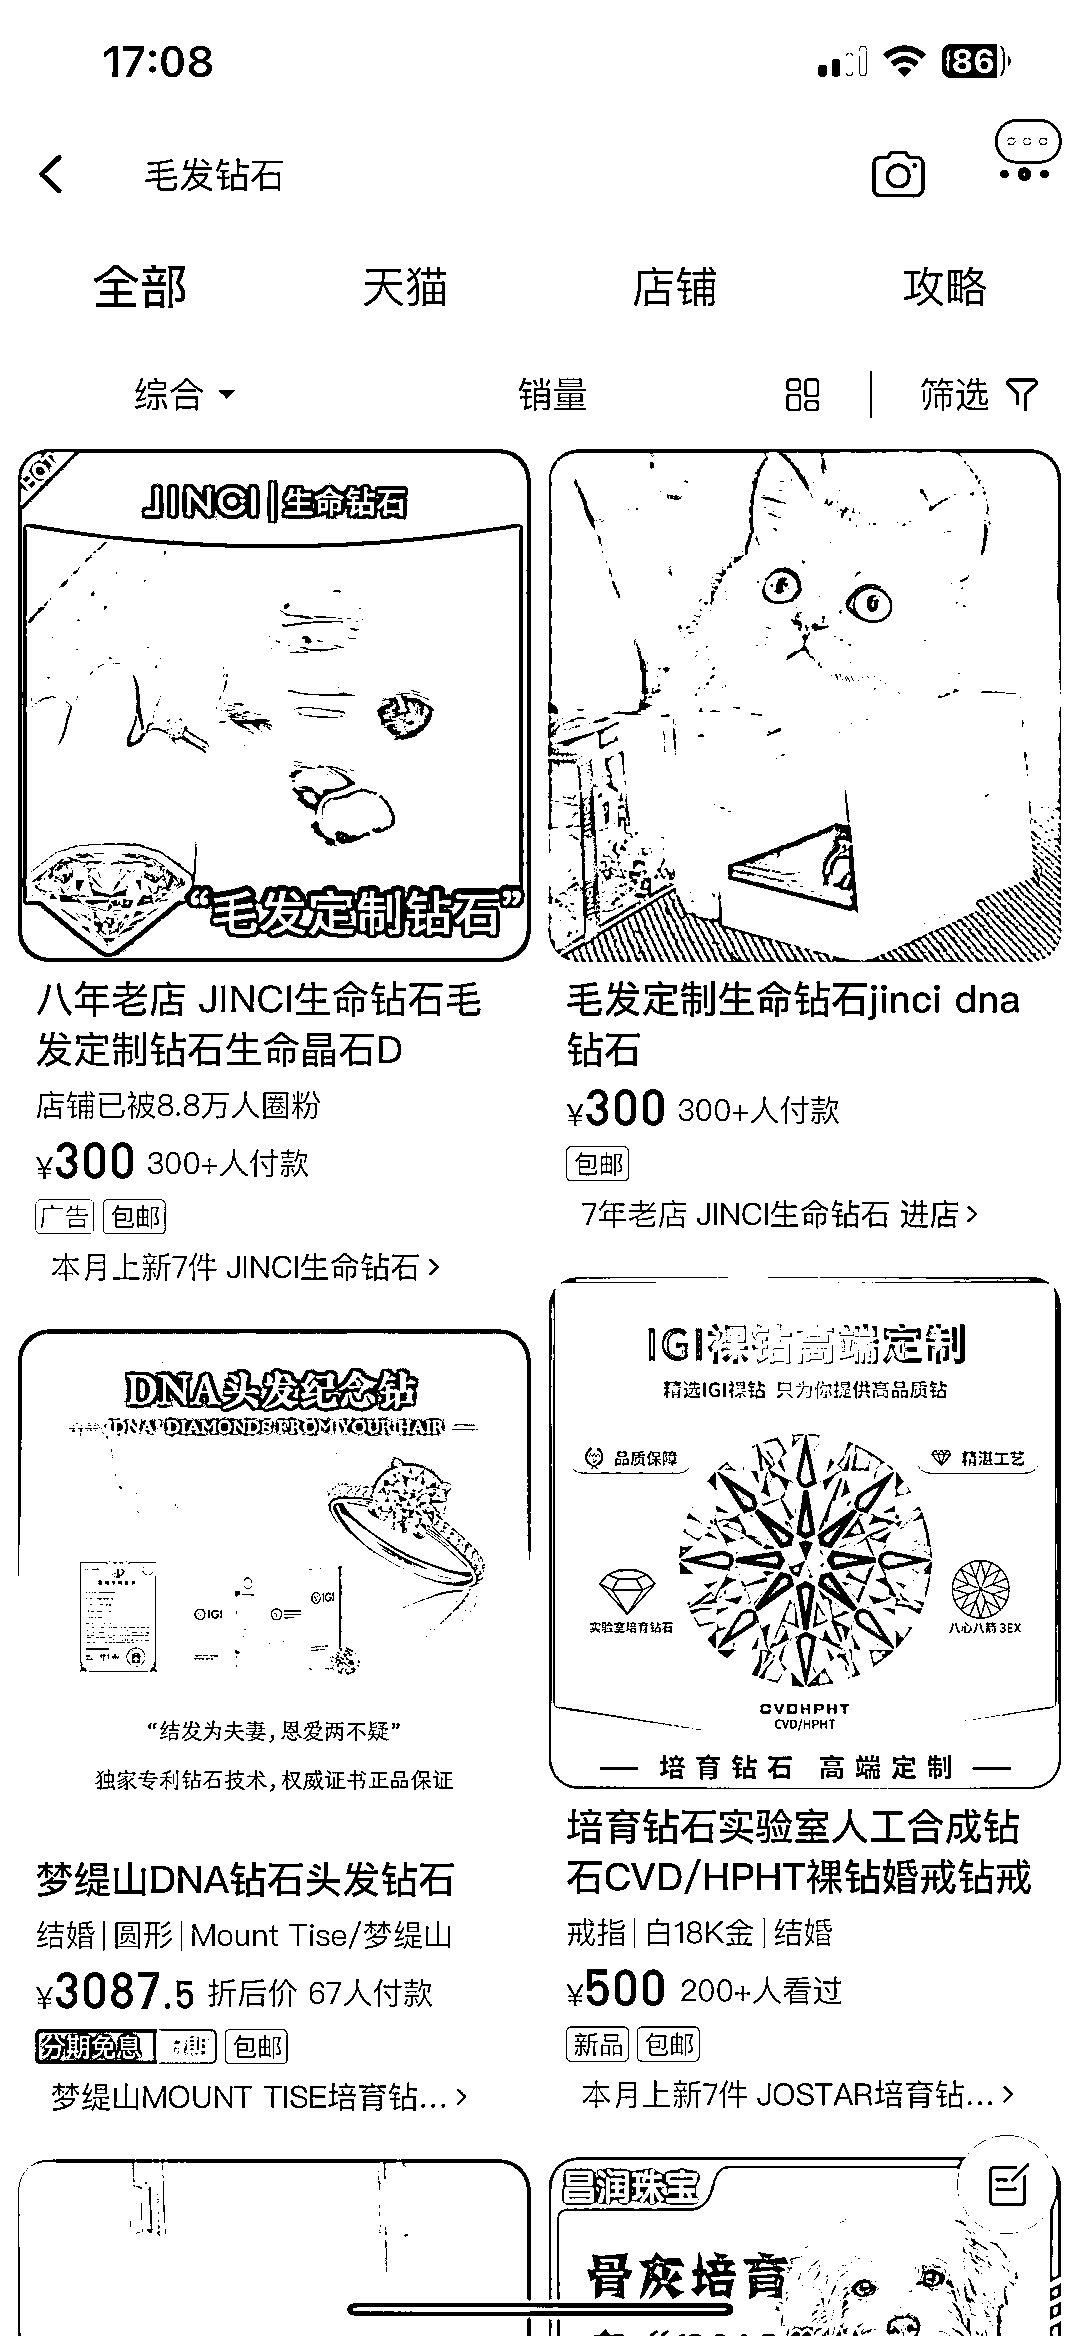 17:08
86
毛发钻石
全部 天猫 店铺 攻略
综合 销量 筛选
HOT
JINCI|生命钻石
“毛发定制钻石”
八年老店 JINCI生命钻石毛
发定制钻石生命晶石D
店铺已被8.8万人圈粉
¥300 300+人付款
广告 包邮
本月上新7件 JINCI生命钻石
毛发定制生命钻石jinci dna
钻石
¥300 300+人付款
包邮
7年老店 JINCI生命钻石 进店
DNA头发纪念钻
DNA DIAMONDS FROM YOUR HAIR
IGI
IGI
“结发为夫妻,恩爱两不疑”
独家专利钻石技术,权威证书正品保证
梦缇山DNA钻石头发钻石
结婚|圆形|Mount Tise/梦缇山
¥3087.5 折后价 67人付款
分期免息 包邮
梦缇山MOUNT TISE培育钻...
IGI裸钻高端定制
精选IGI裸钻 只为你提供高品质钻
品质保障 精湛工艺
实验室培育钻石 八心八箭 3EX
CVDHPHT
CVD/HPHT
培育钻石 高端定制
培育钻石实验室人工合成钻
石CVD/HPHT裸钻婚戒钻戒
戒指|白18K金|结婚
¥500 200+人看过
新品 包邮
本月上新7件 JOSTAR培育钻...
昌润珠宝
骨灰培育